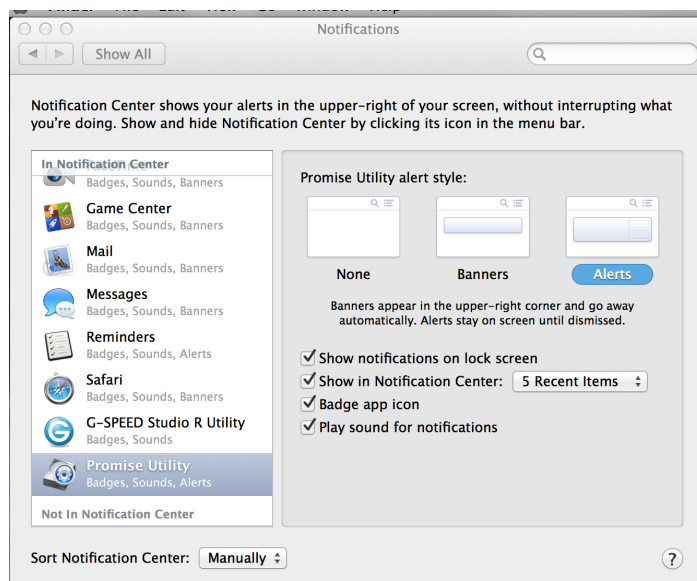 Notifications
Show All
Notification Center shows your alerts in the upper-right of your screen, without interrupting what
you're doing. Show and hide Notification Center by clicking its icon in the menu bar.
In Notification Center
Badges, Sounds, Banners
Game Center
Badges, Sounds, Banners
Mail
Badges, Sounds, Banners
Messages
Badges, Sounds, Banners
Reminders
Badges, Sounds, Alerts
Safari
Badges, Sounds, Banners
G-SPEED Studio R Utility
Badges, Sounds
Promise Utility
Badges, Sounds, Alerts
Not In Notification Center
Promise Utility alert style:
None
Banners
Alerts
Banners appear in the upper-right corner and go away
automatically. Alerts stay on screen until dismissed.
Show notifications on lock screen
Show in Notification Center: 5 Recent Items
Badge app icon
Play sound for notifications
Sort Notification Center: Manually
?